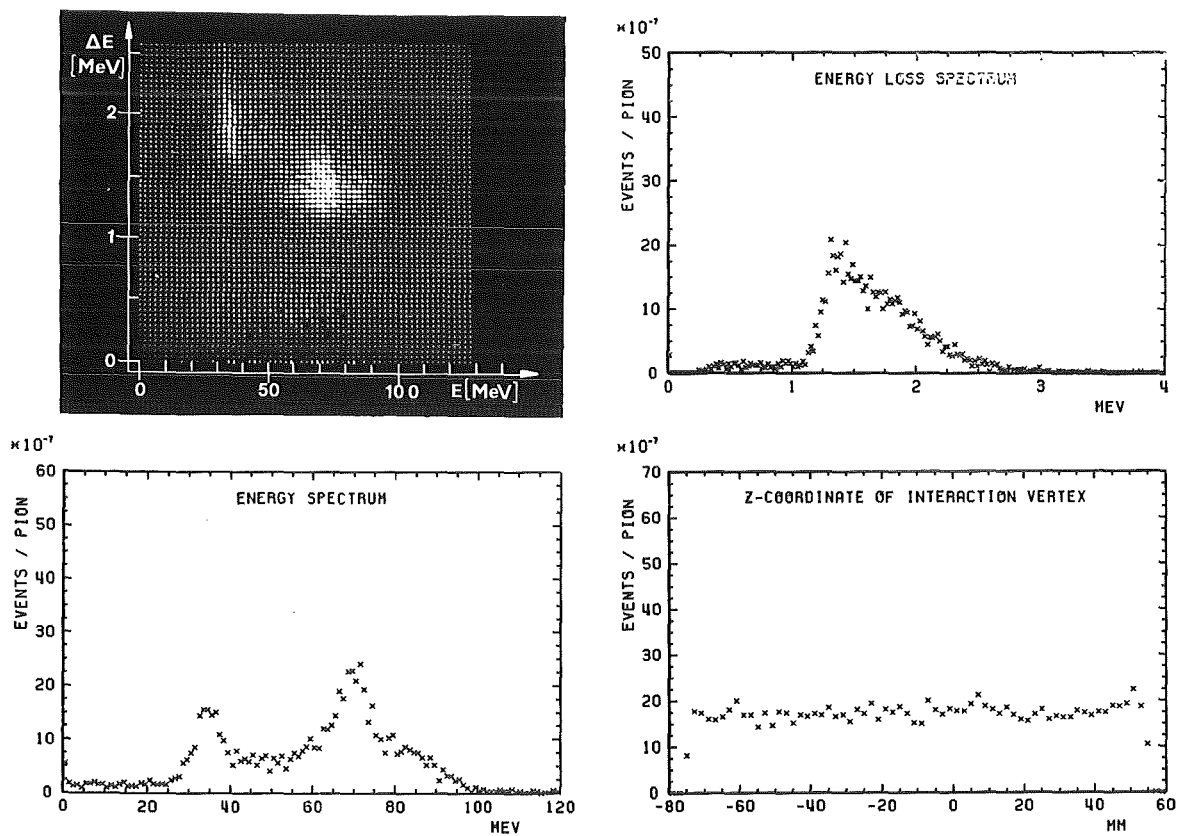 ΔE
[MeV]
2
1
0
0 50 100 E[MeV]
×10⁻⁷
50
40
30
20
10
0
EVENTS / PION
ENERGY LOSS SPECTRUM
0 1 2 3 4
MEV
×10⁻⁷
60
50
40
30
20
10
0
EVENTS / PION
ENERGY SPECTRUM
0 20 40 60 80 100 120
MEV
×10⁻⁷
70
60
50
40
30
20
10
0
EVENTS / PION
Z-COORDINATE OF INTERACTION VERTEX
-80 -60 -40 -20 0 20 40 60
MM